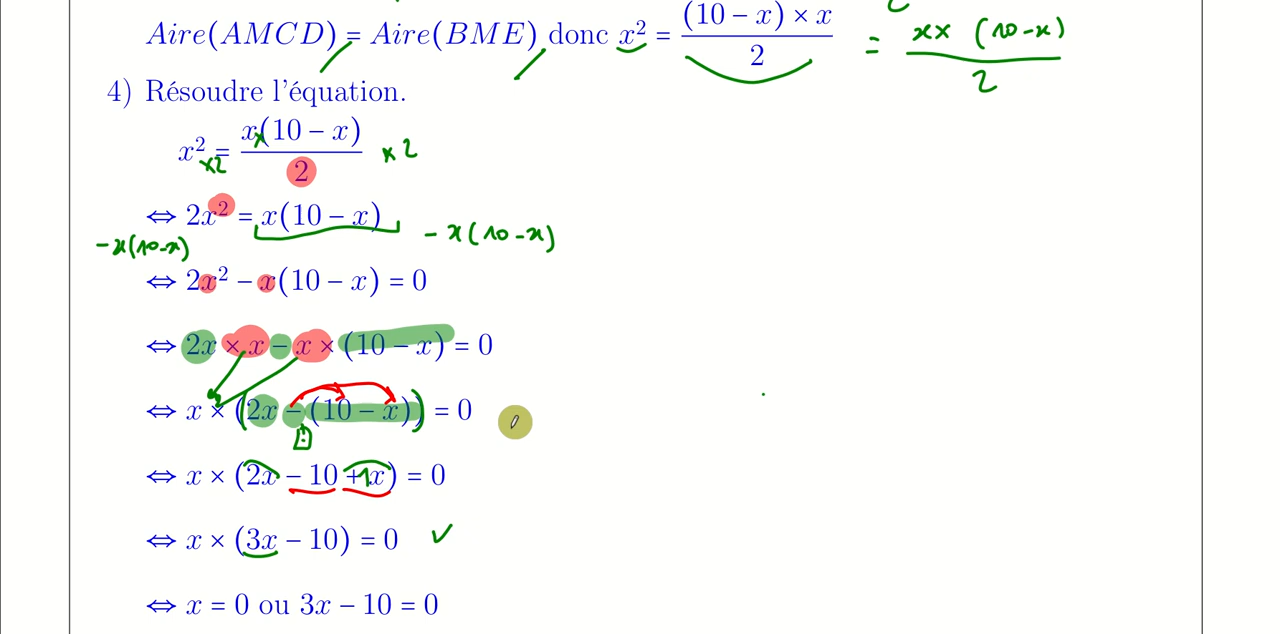 Aire(AMCD) = Aire(BME) donc x² = (10 − x) × x / 2 = x × (10 - x) / 2
4) Résoudre l'équation.
x² = x(10 − x) / 2
×2 × ×2
⇔ 2x² = x(10 − x)
- x(10-x) - x(10-x)
⇔ 2x² − x(10 − x) = 0
⇔ 2x × x − x × (10 − x) = 0
⇔ x × (2x − (10 − x)) = 0
⇔ x × (2x − 10 + 1x) = 0
⇔ x × (3x − 10) = 0 ✓
⇔ x = 0 ou 3x − 10 = 0